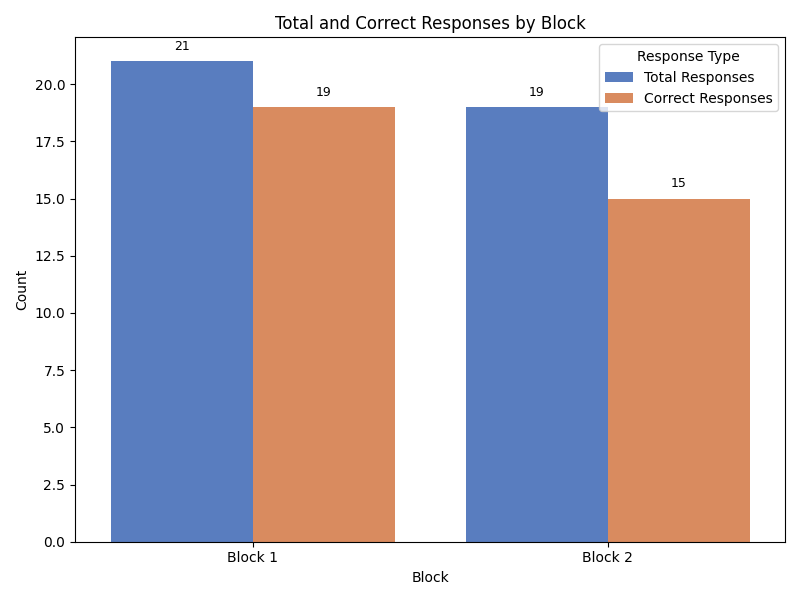 Total and Correct Responses by Block
21
19
19
15
Response Type
Total Responses
Correct Responses
20.0
17.5
15.0
12.5
10.0
7.5
5.0
2.5
0.0
Count
Block 1
Block 2
Block